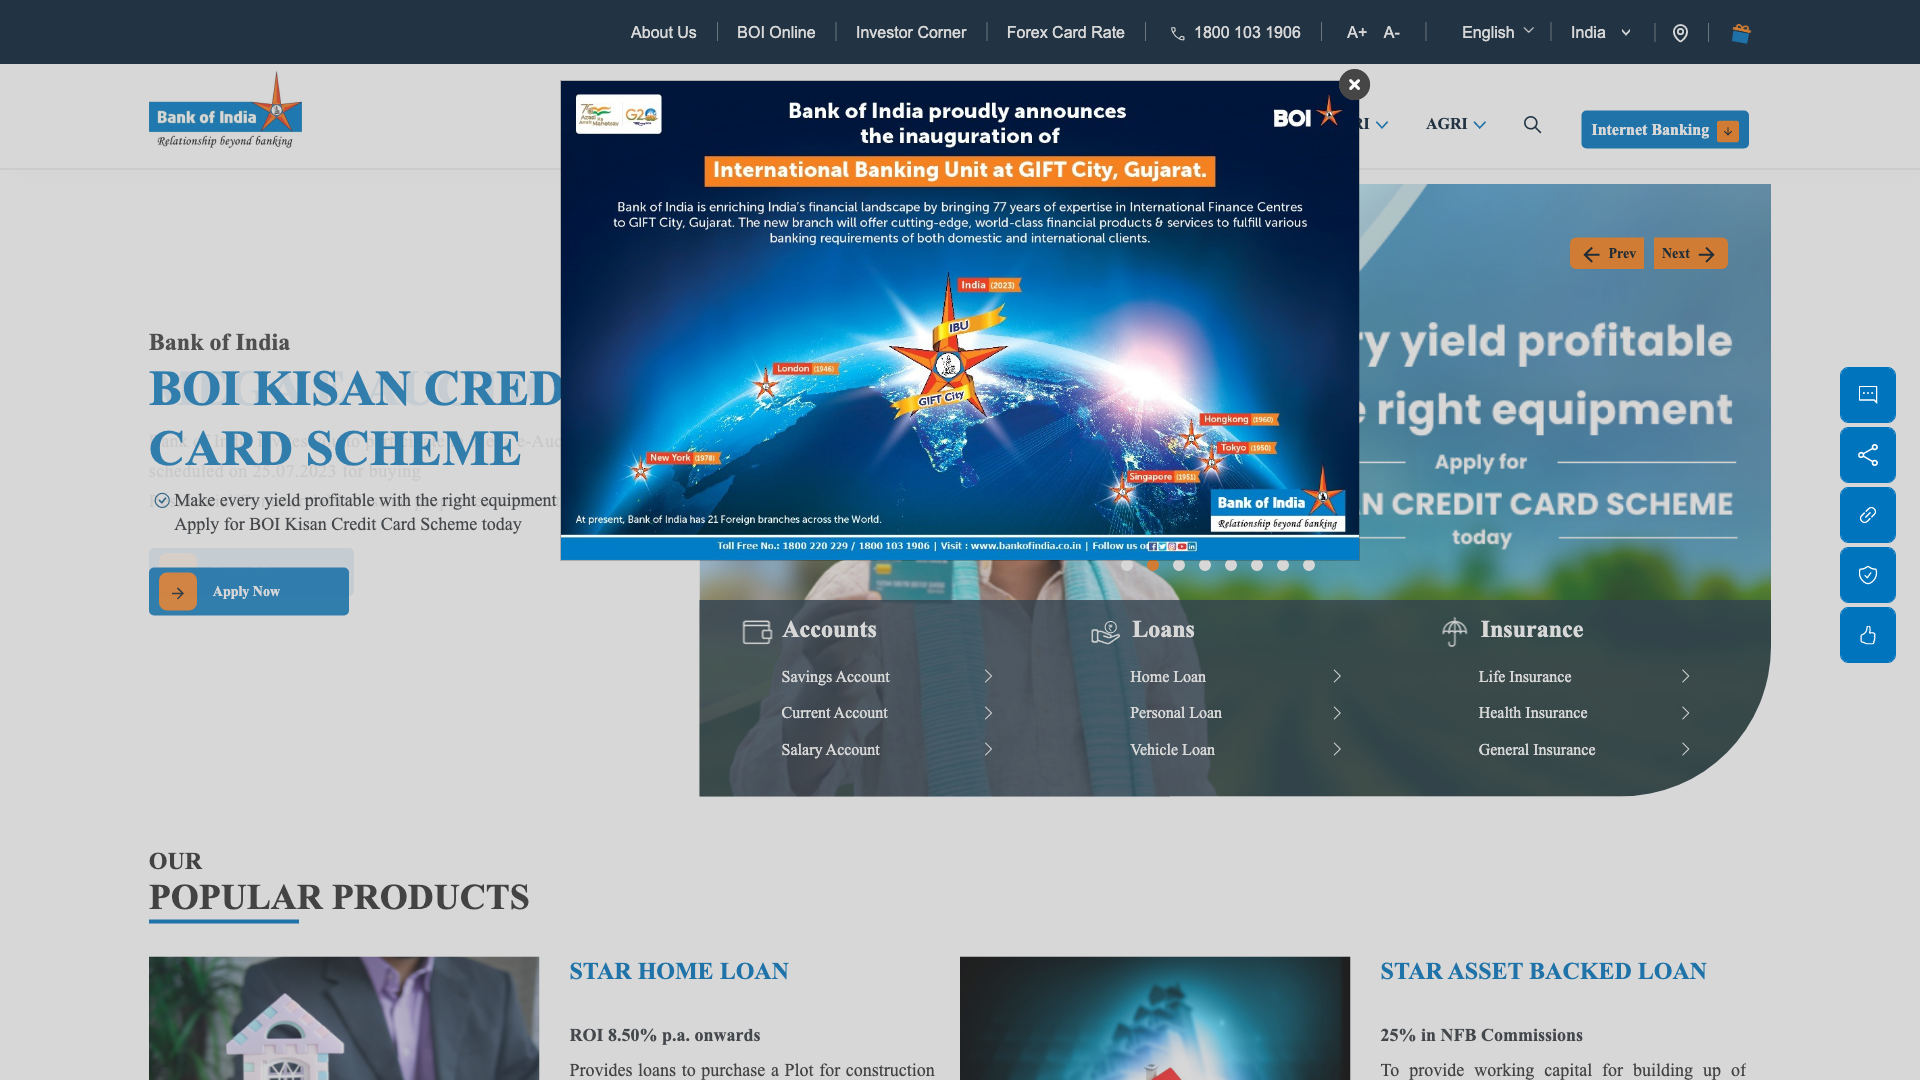 About Us
BOI Online
Investor Corner
Forex Card Rate
1800 103 1906
A+
A-
English
India
Bank of India
Relationship beyond banking
RI
AGRI
Internet Banking
Azadi Ka
Amrit Mahotsav
G20
Bank of India proudly announces
the inauguration of
International Banking Unit at GIFT City, Gujarat.
BOI
Bank of India is enriching India's financial landscape by bringing 77 years of expertise in International Finance Centres
to GIFT City, Gujarat. The new branch will offer cutting-edge, world-class financial products & services to fulfill various
banking requirements of both domestic and international clients.
India (2023)
IBU
GIFT City
London (1946)
New York (1978)
Hongkong (1960)
Tokyo (1950)
Singapore (1951)
Bank of India
Relationship beyond banking
At present, Bank of India has 21 Foreign branches across the World.
Toll Free No.: 1800 220 229 / 1800 103 1906 | Visit : www.bankofindia.co.in | Follow us o
Prev
Next
Bank of India
BOI KISAN CRED
CARD SCHEME
scheduled on 25.07.2023 for buying
Make every yield profitable with the right equipment
Apply for BOI Kisan Credit Card Scheme today
Apply Now
ry yield profitable
right equipment
Apply for
N CREDIT CARD SCHEME
today
Accounts
Savings Account
Current Account
Salary Account
Loans
Home Loan
Personal Loan
Vehicle Loan
Insurance
Life Insurance
Health Insurance
General Insurance
OUR
POPULAR PRODUCTS
STAR HOME LOAN
ROI 8.50% p.a. onwards
Provides loans to purchase a Plot for construction
STAR ASSET BACKED LOAN
25% in NFB Commissions
To provide working capital for building up of